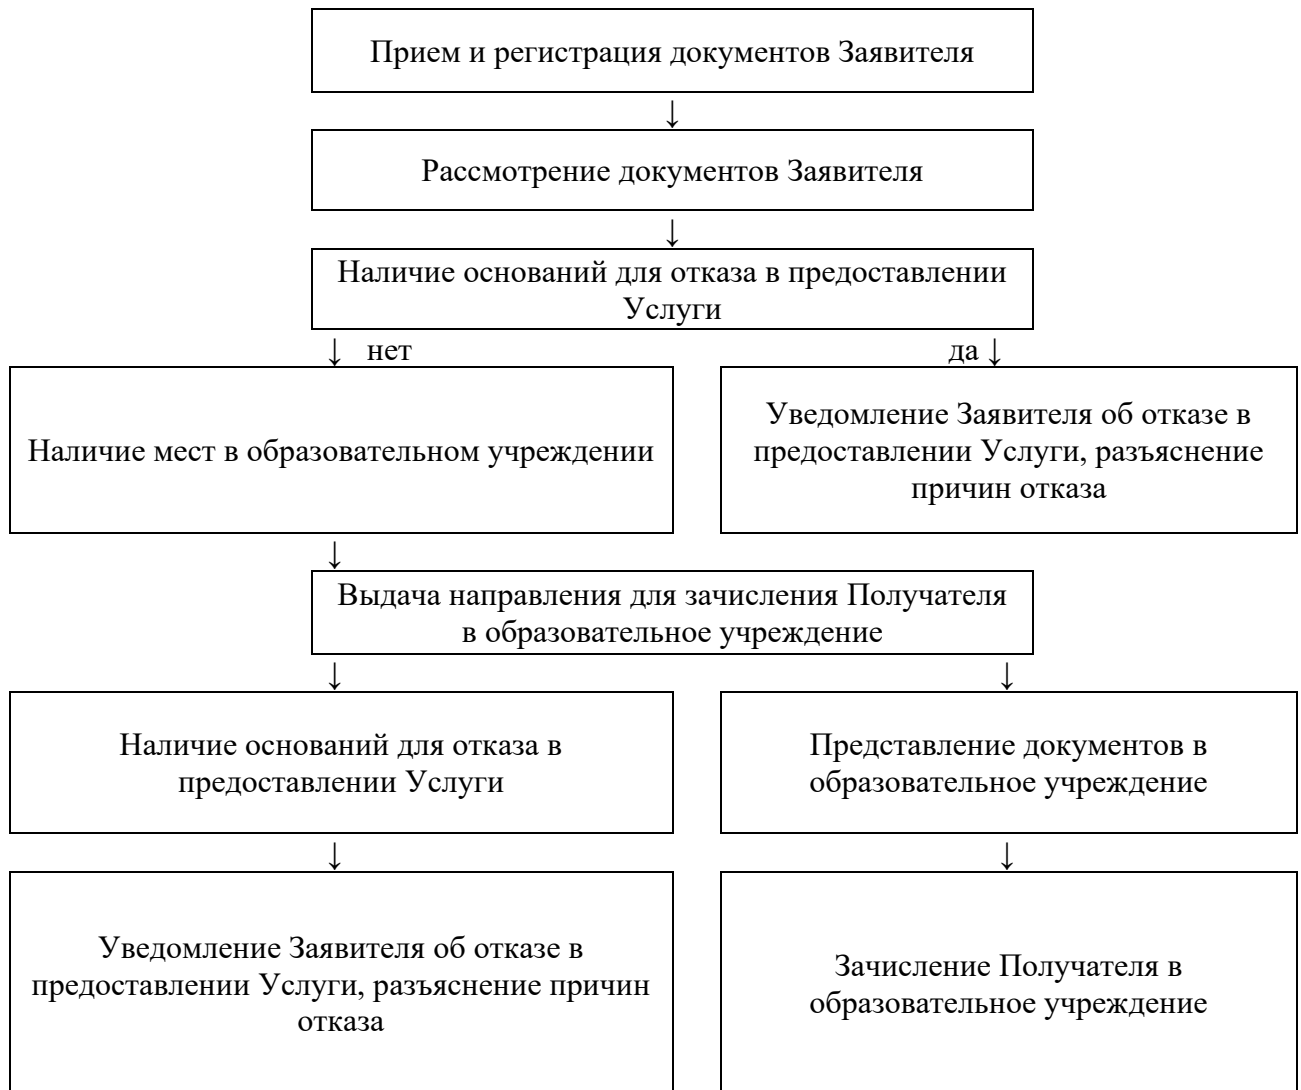 Прием и регистрация документов Заявителя
↓
Рассмотрение документов Заявителя
↓
Наличие оснований для отказа в предоставлении
Услуги
↓ нет
да ↓
Наличие мест в образовательном учреждении
Уведомление Заявителя об отказе в
предоставлении Услуги, разъяснение
причин отказа
↓
Выдача направления для зачисления Получателя
в образовательное учреждение
↓
↓
Наличие оснований для отказа в
предоставлении Услуги
Представление документов в
образовательное учреждение
↓
↓
Уведомление Заявителя об отказе в
предоставлении Услуги, разъяснение причин
отказа
Зачисление Получателя в
образовательное учреждение